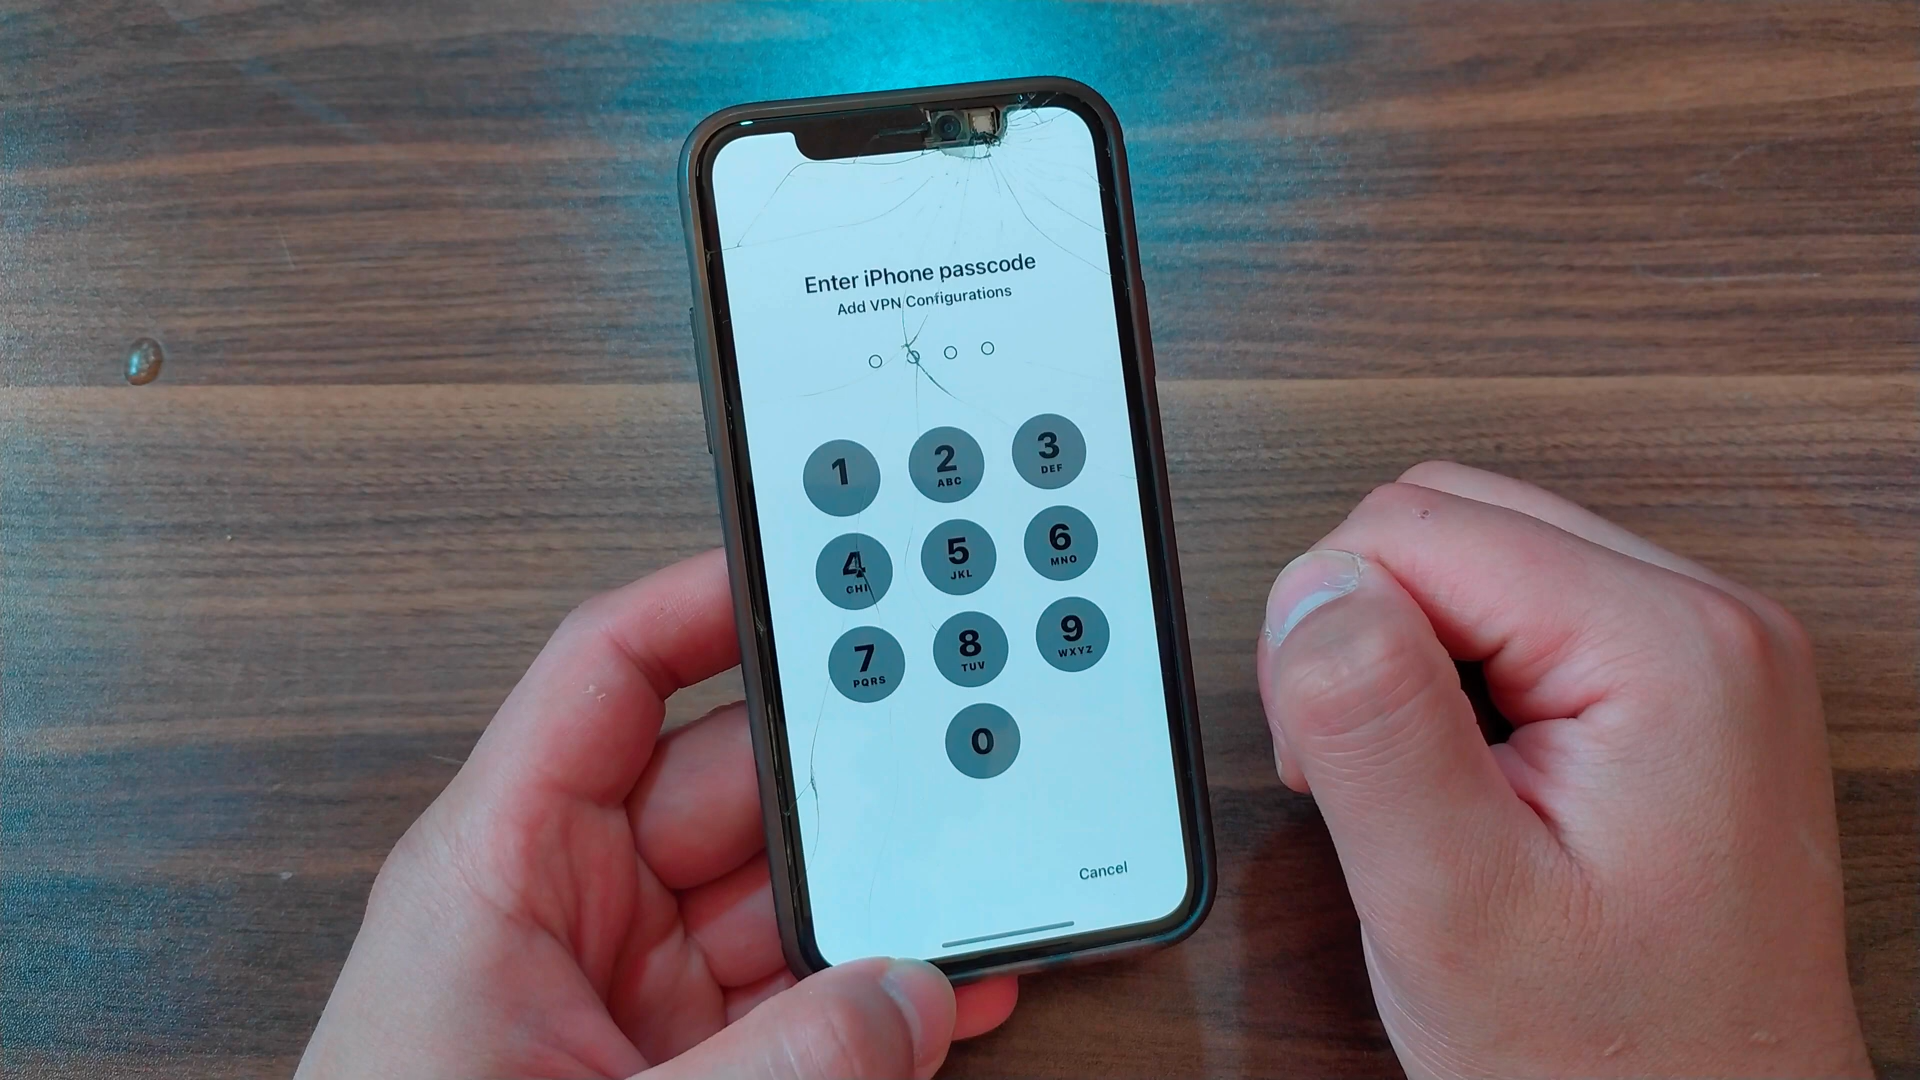 Enter iPhone passcode
Add VPN Configurations
1 2 3
ABC DEF
4 5 6
GHI JKL MNO
7 8 9
PQRS TUV WXYZ
0
Cancel